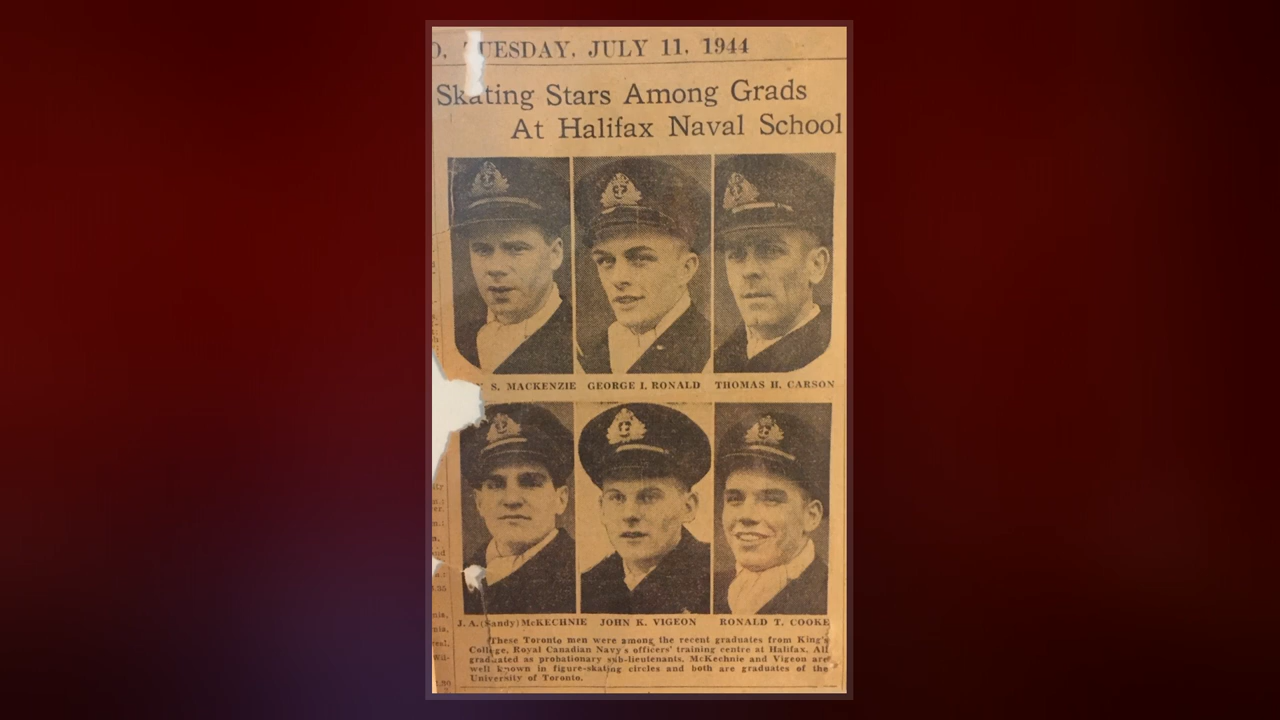 O, TUESDAY, JULY 11, 1944
Skating Stars Among Grads
At Halifax Naval School
S. MACKENZIE GEORGE I. RONALD THOMAS H. CARSON
J. A. (Sandy) McKECHNIE JOHN K. VIGEON RONALD T. COOKE
These Toronto men were among the recent graduates from King's
College, Royal Canadian Navy's officers' training centre at Halifax. All
graduated as probationary sub-lieutenants. McKechnie and Vigeon are
well known in figure-skating circles and both are graduates of the
University of Toronto.